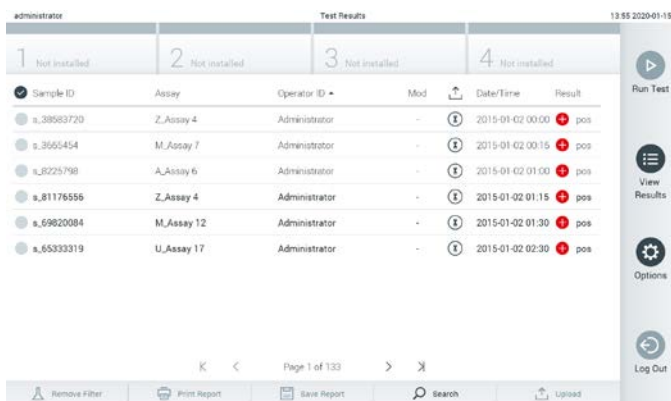 administrator Test Results 13:55 2020-01-15
1 Not installed 2 Not installed 3 Not installed 4 Not installed
Run Test
Sample ID Assay Operator ID Mod Date/Time Result
s_38583720 Z_Assay 4 Administrator - 2015-01-02 00:00 pos
s_3665454 M_Assay 7 Administrator - 2015-01-02 00:15 pos
s_8225798 A_Assay 6 Administrator - 2015-01-02 01:00 pos
s_81176556 Z_Assay 4 Administrator - 2015-01-02 01:15 pos
s_69820084 M_Assay 12 Administrator - 2015-01-02 01:30 pos
s_65333319 U_Assay 17 Administrator - 2015-01-02 02:30 pos
View
Results
Options
Page 1 of 133
Log Out
Remove Filter Print Report Save Report Search Upload